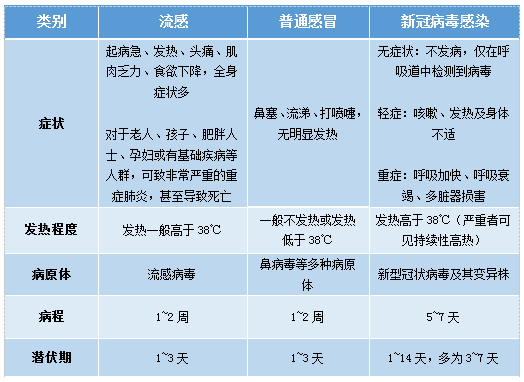 类别 流感 普通感冒 新冠病毒感染
症状
起病急、发热、头痛、肌
肉乏力、食欲下降，全身
症状多
对于老人、孩子、肥胖人
士、孕妇或有基础疾病等
人群，可致非常严重的重
症肺炎，甚至导致死亡
鼻塞、流涕、打喷嚏，
无明显发热
无症状：不发病，仅在呼
吸道中检测到病毒
轻症：咳嗽、发热及身体
不适
重症：呼吸加快、呼吸衰
竭、多脏器损害
发热程度
发热一般高于38℃
一般不发热或发热
低于38℃
发热高于38℃（严重者可
见持续性高热）
病原体
流感病毒
鼻病毒等多种病原
体
新型冠状病毒及其变异株
病程 1~2周 1~2周 5~7天
潜伏期 1~3天 1~3天 1~14天，多为3~7天